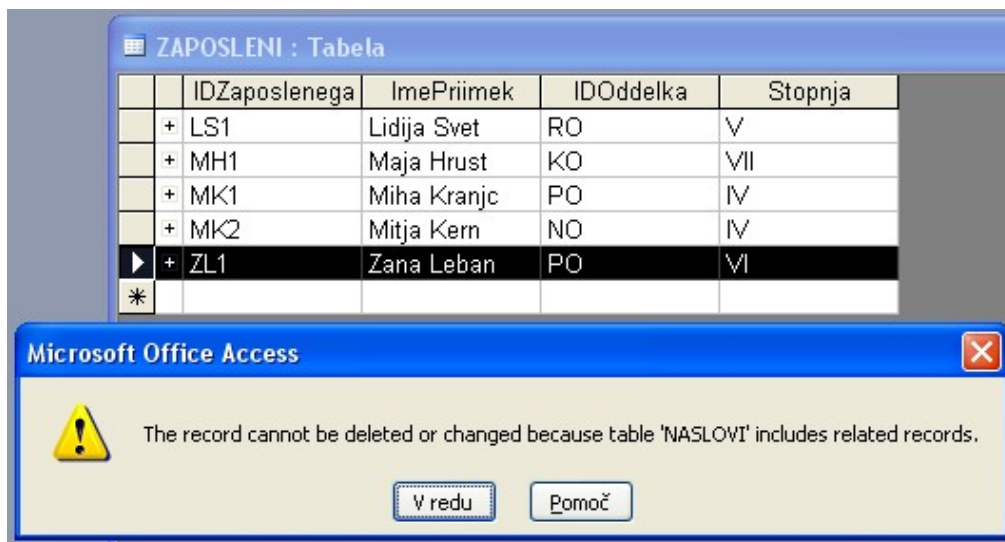 ZAPOSLENI : Tabela
IDZaposlenega ImePriimek IDOddelka Stopnja
+ LS1 Lidija Svet RO V
+ MH1 Maja Hrust KO VII
+ MK1 Miha Kranjc PO IV
+ MK2 Mitja Kern NO IV
+ ZL1 Zana Leban PO VI
Microsoft Office Access
The record cannot be deleted or changed because table 'NASLOVI' includes related records.
V redu Pomoč